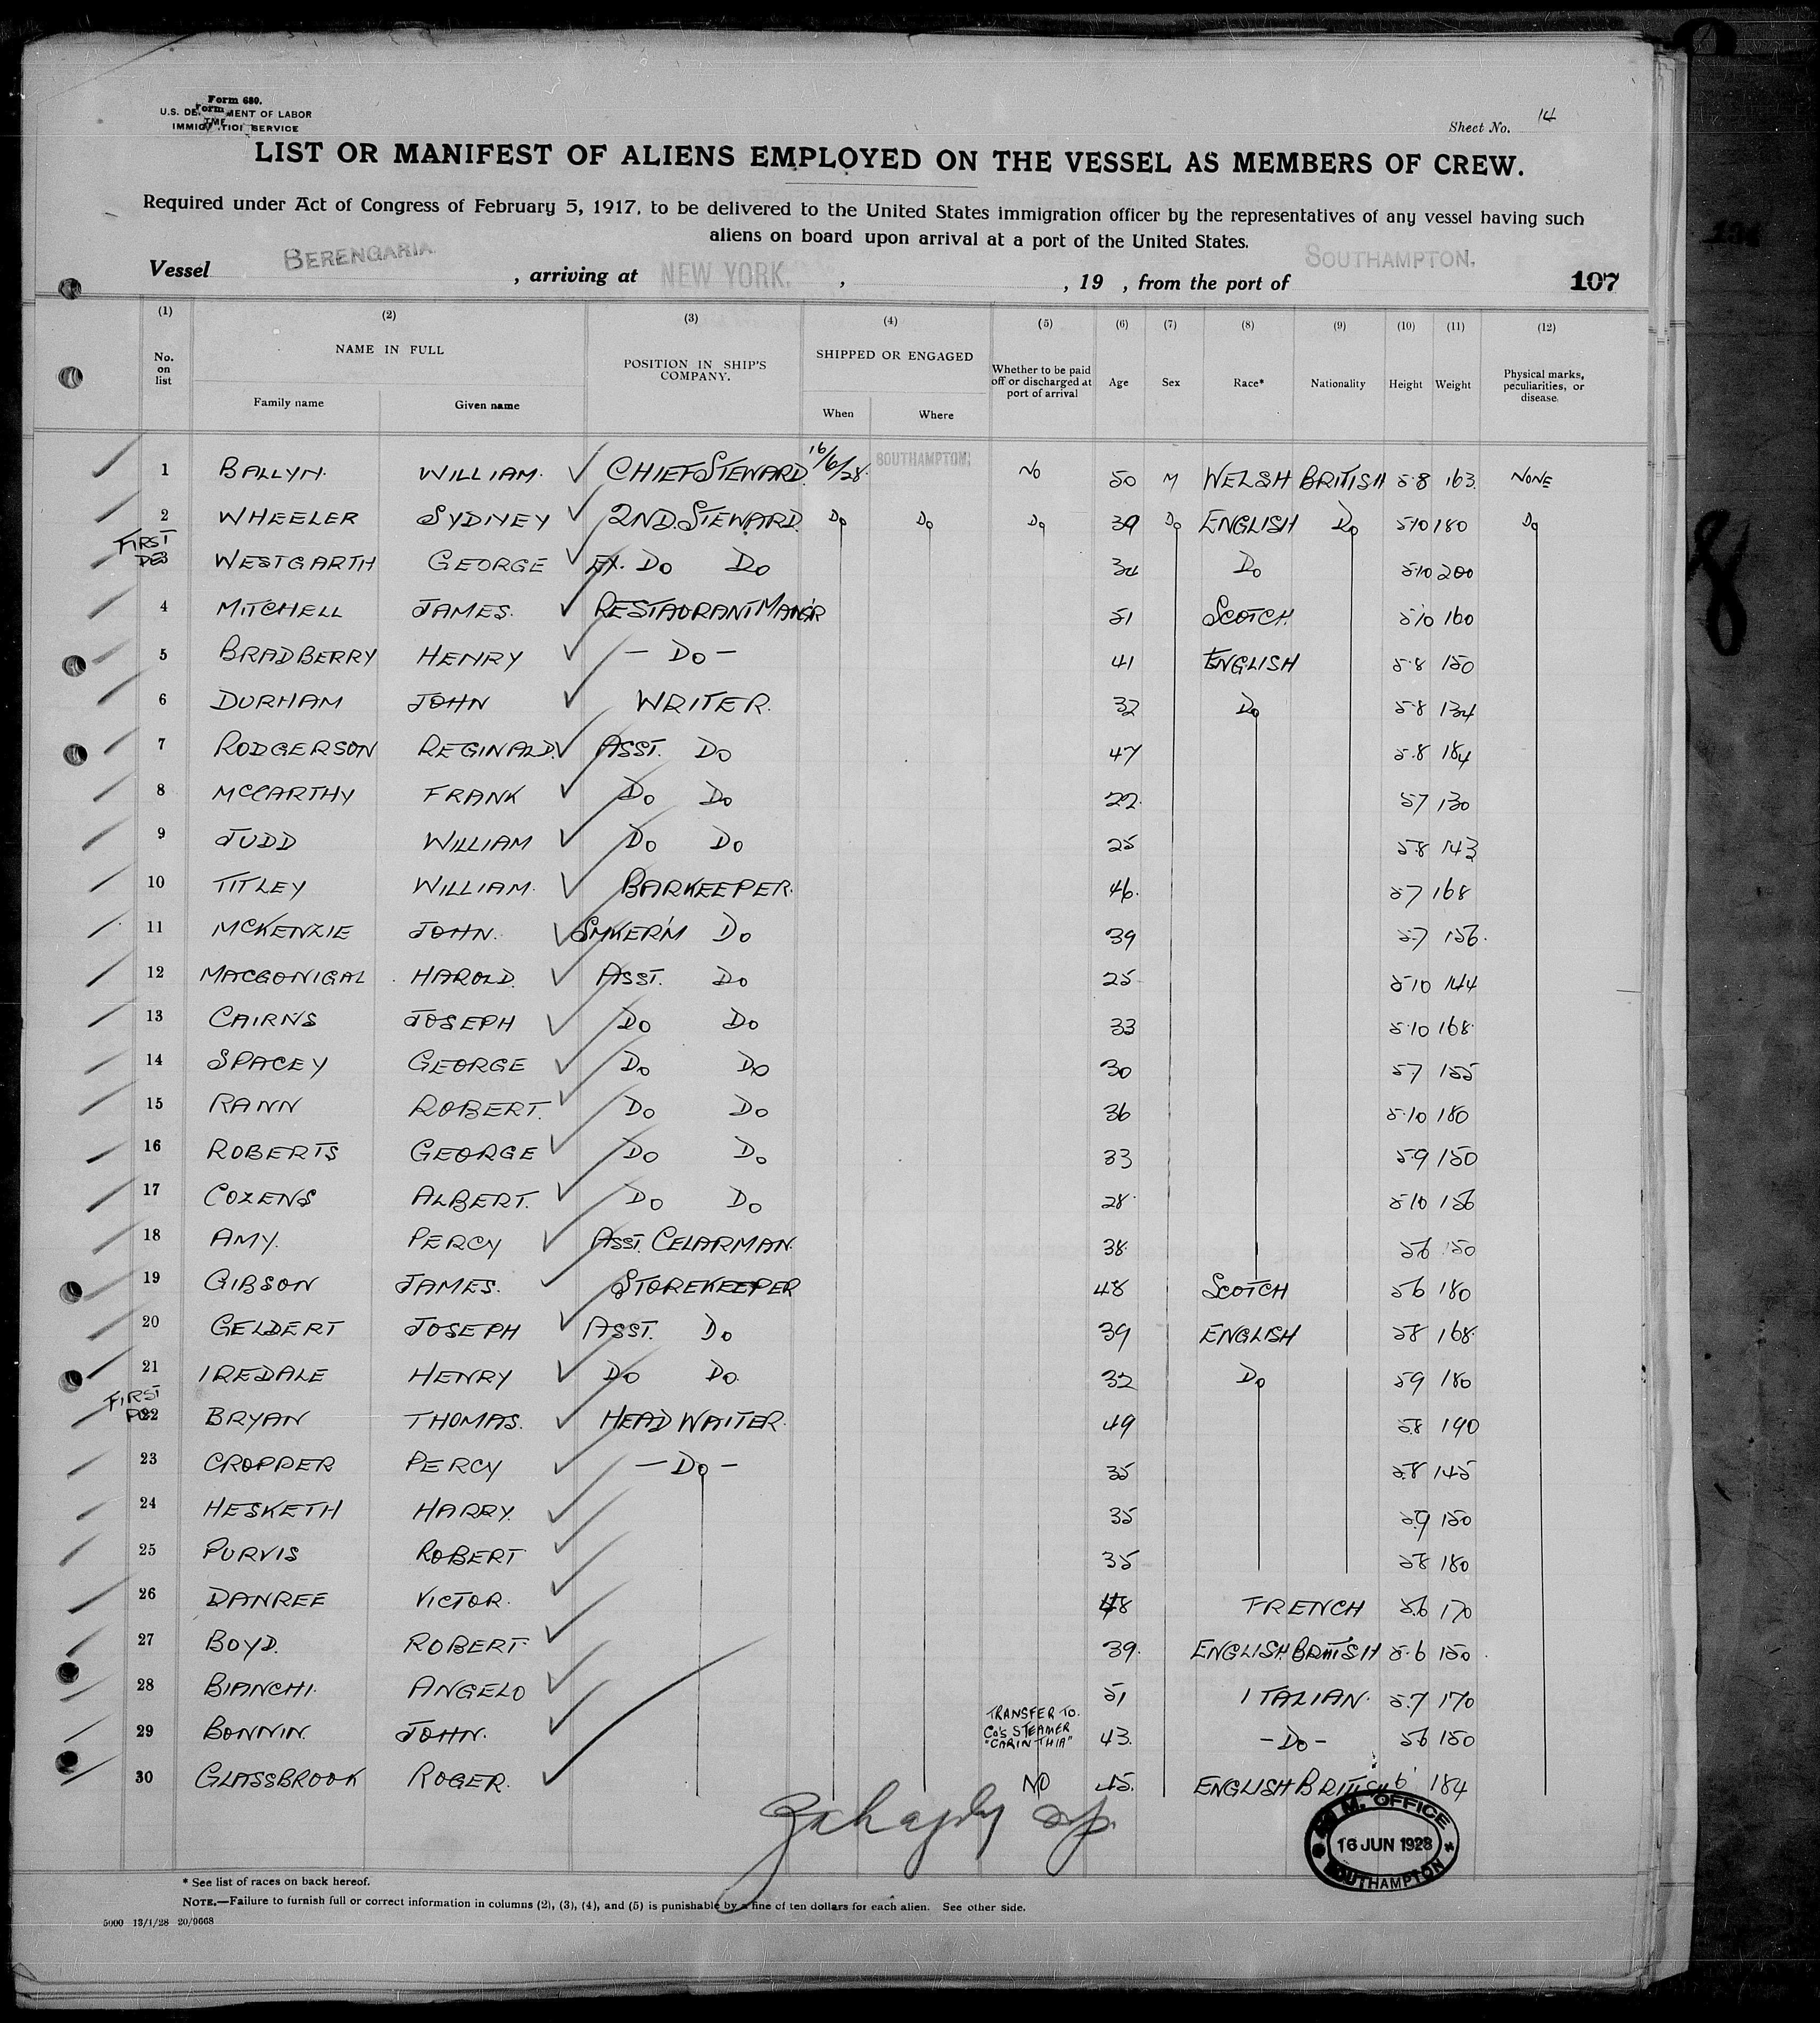 Form 680.
U.S. DE MENT OF LABOR
IMMIG TION SERVICE
Sheet No. 14
LIST OR MANIFEST OF ALIENS EMPLOYED ON THE VESSEL AS MEMBERS OF CREW.
Required under Act of Congress of February 5, 1917, to be delivered to the United States immigration officer by the representatives of any vessel having such
aliens on board upon arrival at a port of the United States.
Vessel BERENGARIA , arriving at NEW YORK. , , 19 , from the port of SOUTHAMPTON. 107
(1) (2) (3) (4) (5) (6) (7) (8) (9) (10) (11) (12)
No. on list NAME IN FULL Family name Given name POSITION IN SHIP'S COMPANY. SHIPPED OR ENGAGED When Where Whether to be paid off or discharged at port of arrival Age Sex Race* Nationality Height Weight Physical marks, peculiarities, or disease.
1 BALLYN. WILLIAM. CHIEF STEWARD 16/6/28. SOUTHAMPTON. NO 50 M WELSH BRITISH 5.8 163 NONE
2 WHEELER SYDNEY 2ND. STEWARD. DO DO DO 39 DO ENGLISH DO 5.10 180 DO
FIRST
3 WESTGARTH GEORGE EX. DO DO 34 DO 5.10 200
4 MITCHELL JAMES. RESTAURANT MAN'GR 51 SCOTCH. 5.10 160
5 BRADBERRY HENRY - DO - 41 ENGLISH 5.8 150
6 DURHAM JOHN WRITER. 32 DO 5.8 134
7 RODGERSON REGINALD. ASST. DO 47 5.8 184
8 MCCARTHY FRANK DO DO 22. 5.7 130
9 JUDD WILLIAM DO DO 25 5.8 143
10 TITLEY WILLIAM. BARKEEPER. 46. 5.7 168
11 MCKENZIE JOHN. SMKER'M DO 39 5.7 156.
12 MACGONIGAL HAROLD. ASST. DO 25 5.10 144
13 CAIRNS JOSEPH DO DO 33 5.10 168
14 SPACEY GEORGE DO DO 30 5.7 155
15 RANN ROBERT. DO DO 36 5.10 180
16 ROBERTS GEORGE DO DO 33 5.9 150
17 COZENS ALBERT. DO DO 28. 5.10 156
18 AMY. PERCY ASST. CELARMAN. 38. 5.6 150
19 GIBSON JAMES. STOREKEEPER 48 SCOTCH 5.6 180
20 GELDERT JOSEPH ASST. DO 39 ENGLISH 5.8 168
21 IREDALE HENRY DO DO. 32 DO 5.9 180
FIRST
22 BRYAN THOMAS. HEAD WAITER. 49 5.8 190
23 CROPPER PERCY - DO - 35 5.8 145
24 HESKETH HARRY. 35 5.9 150
25 PURVIS ROBERT 35 5.8 180
26 DANREE VICTOR. 48 FRENCH 5.6 170
27 BOYD. ROBERT. 39. ENGLISH BRITISH 5.6 150.
28 BIANCHI. ANGELO 51 ITALIAN. 5.7 170
29 BONNIN. JOHN. TRANSFER TO. CO'S STEAMER "CARINTHIA" 43. - DO - 5.6 150
30 GLASSBROOK ROGER. NO 45. ENGLISH BRITISH 6' 184
M. OFFICE
16 JUN 1928
SOUTHAMPTON
* See list of races on back hereof.
NOTE.—Failure to furnish full or correct information in columns (2), (3), (4), and (5) is punishable by a fine of ten dollars for each alien. See other side.
5000 13/1/28 20/9668
8